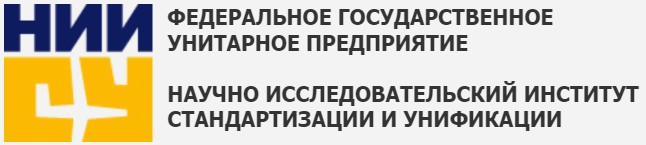 НИИ
СУ
ФЕДЕРАЛЬНОЕ ГОСУДАРСТВЕННОЕ
УНИТАРНОЕ ПРЕДПРИЯТИЕ
НАУЧНО ИССЛЕДОВАТЕЛЬСКИЙ ИНСТИТУТ
СТАНДАРТИЗАЦИИ И УНИФИКАЦИИ